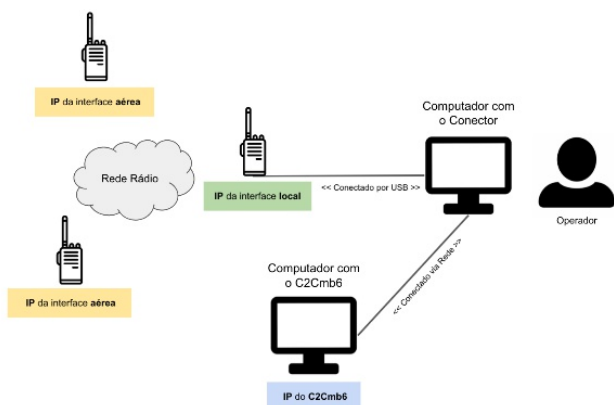 IP da interface aérea
Computador com
o Conector
Rede Rádio
<< Conectado por USB >>
IP da interface local
Operador
IP da interface aérea
Computador com
o C2Cmb6
<< Conectado via Rede >>
IP do C2Cmb6